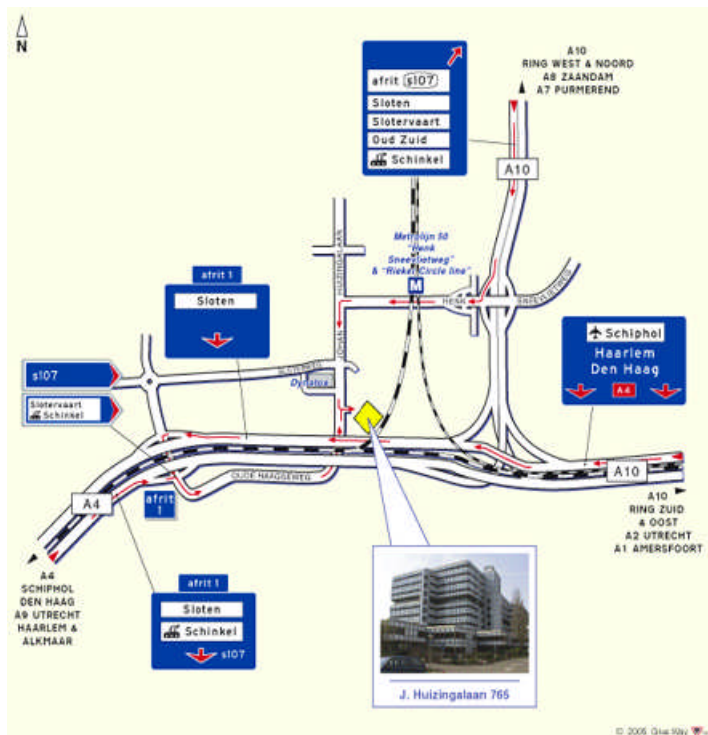 N
A10
RING WEST & NOORD
A8 ZAANDAM
A7 PURMEREND
afrit s107
Sloten
Slotervaart
Oud Zuid
Schinkel
A10
Metrolijn 50
"Henk
Sneevlietweg"
& "Rieker Circle line"
M
HUIZINGALAAN
JOHAN
HENK
SNEEVLIETWEG
afrit 1
Sloten
Schiphol
Haarlem
Den Haag
A4
s107
Slotervaart
Schinkel
Dynatos
OUDE HAAGSEWEG
A4
afrit
1
A10
A10
RING ZUID
& OOST
A2 UTRECHT
A1 AMERSFOORT
A4
SCHIPHOL
DEN HAAG
A9 UTRECHT
HAARLEM &
ALKMAAR
afrit 1
Sloten
Schinkel
s107
J. Huizingalaan 765